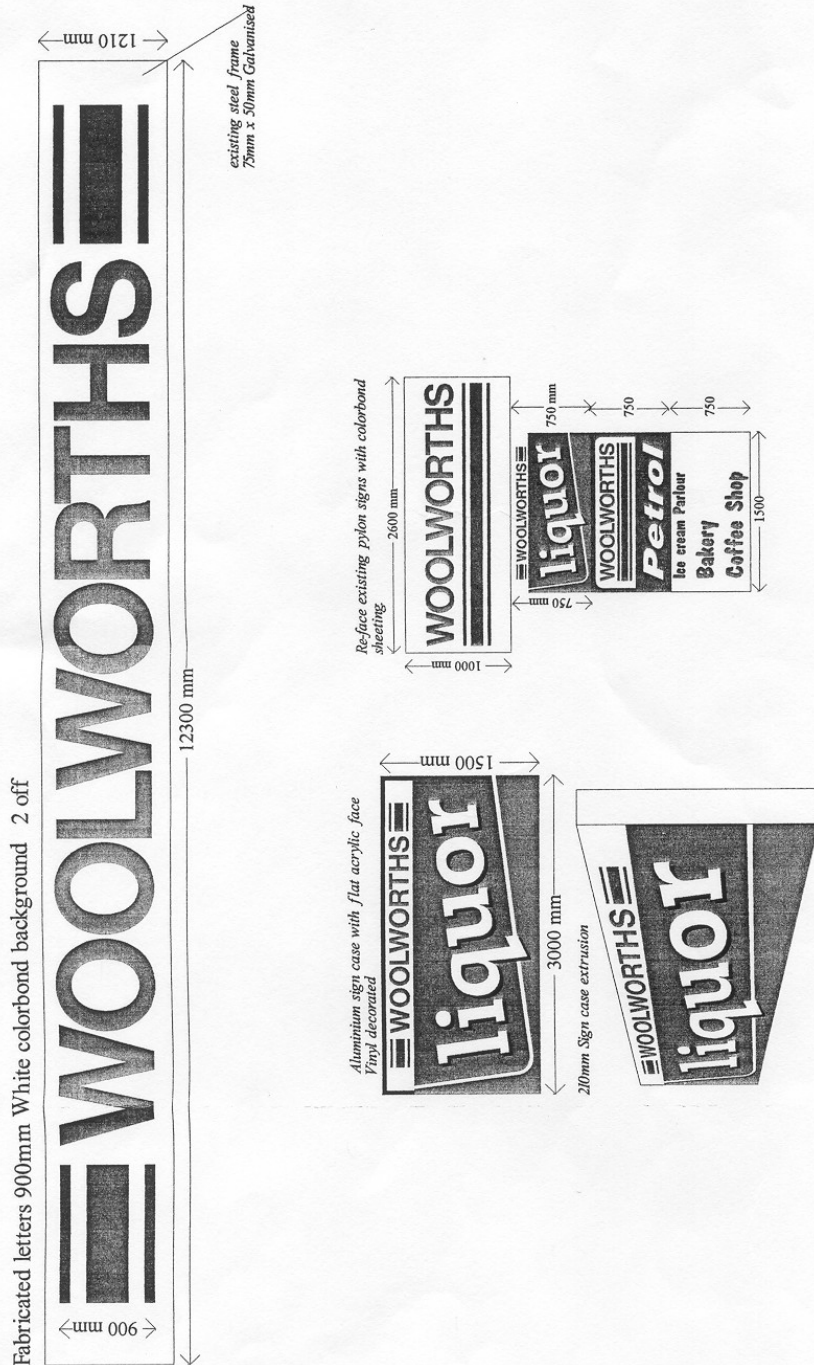 Fabricated letters 900mm White colorbond background 2 off
900 mm
WOOLWORTHS
1210 mm
12300 mm
existing steel frame
75mm x 50mm Galvanised
Aluminium sign case with flat acrylic face
Vinyl decorated
WOOLWORTHS
liquor
1500 mm
3000 mm
210mm Sign case extrusion
WOOLWORTHS
liquor
Re-face existing pylon signs with colorbond
sheeting
2600 mm
1000 mm
WOOLWORTHS
750 mm
WOOLWORTHS
liquor
750 mm
WOOLWORTHS
Petrol
750
Ice cream Parlour
Bakery
Coffee Shop
750
1500